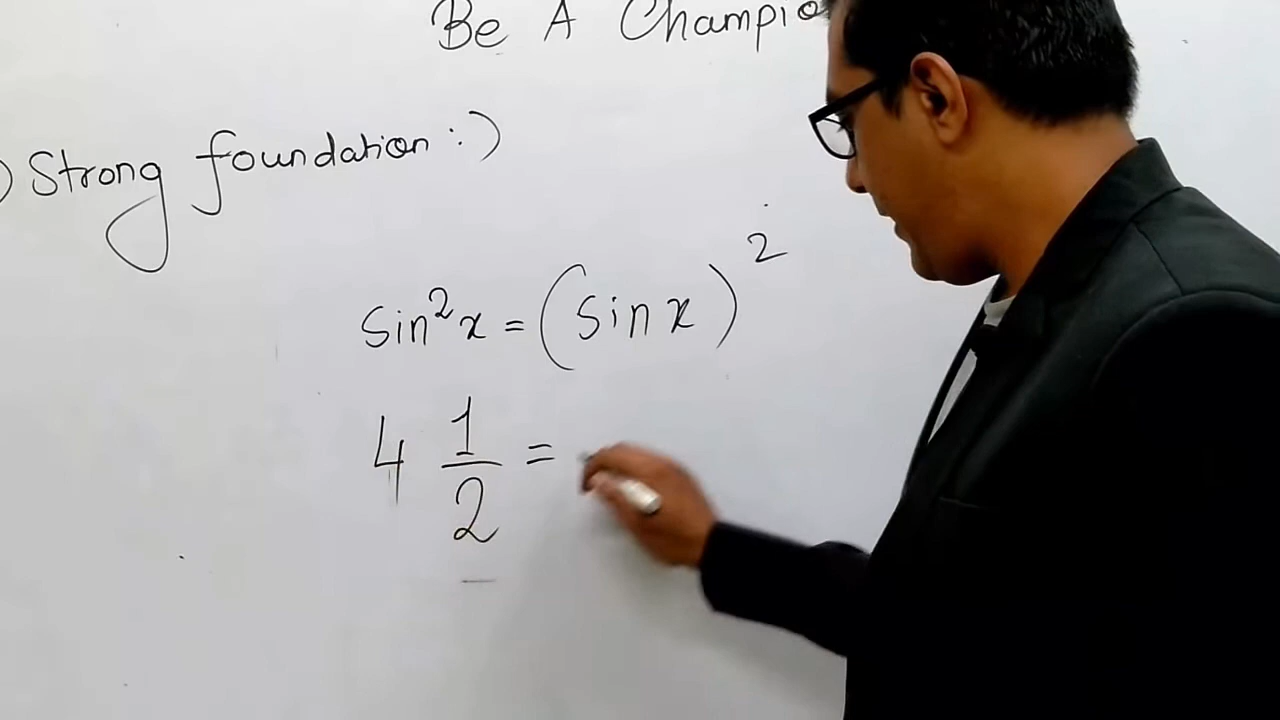 Be A Champio
) Strong foundation :)
sin²x = (sin x)²
4 1/2 =